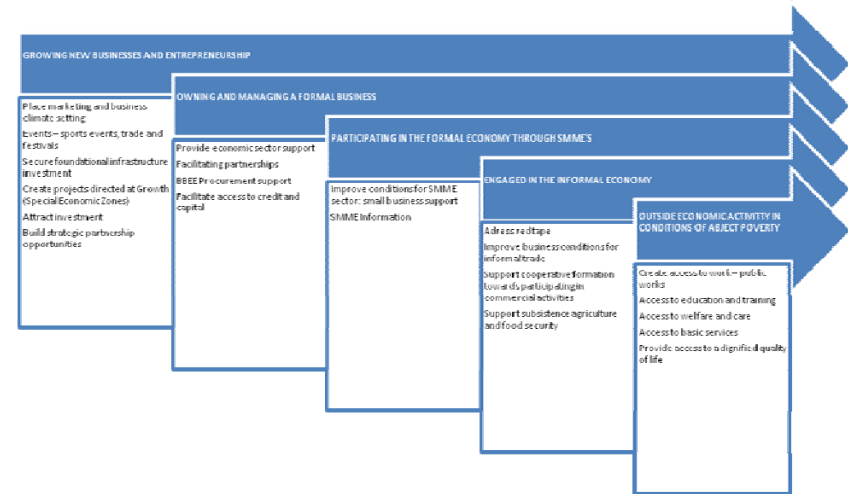 GROWING NEW BUSINESSES AND ENTREPRENEURSHIP
Place marketing and business
climate setting
Events – sports events, trade and
festivals
Secure foundational infrastructure
investment
Create projects directed at Growth
(Special Economic Zones)
Attract investment
Build strategic partnership
opportunities
OWNING AND MANAGING A FORMAL BUSINESS
Provide economic sector support
Facilitating partnerships
BBEE Procurement support
Facilitate access to credit and
capital
PARTICIPATING IN THE FORMAL ECONOMY THROUGH SMME'S
Improve conditions for SMME
sector: small business support
SMME Information
ENGAGED IN THE INFORMAL ECONOMY
Adress red tape
Improve business conditions for
informal trade
Support cooperative formation
towards participating in
commercial activities
Support subsistence agriculture
and food security
OUTSIDE ECONOMIC ACTIVITIY IN
CONDITIONS OF ABJECT POVERTY
Create access to work – public
works
Access to education and training
Access to welfare and care
Access to basic services
Provide access to a dignified quality
of life